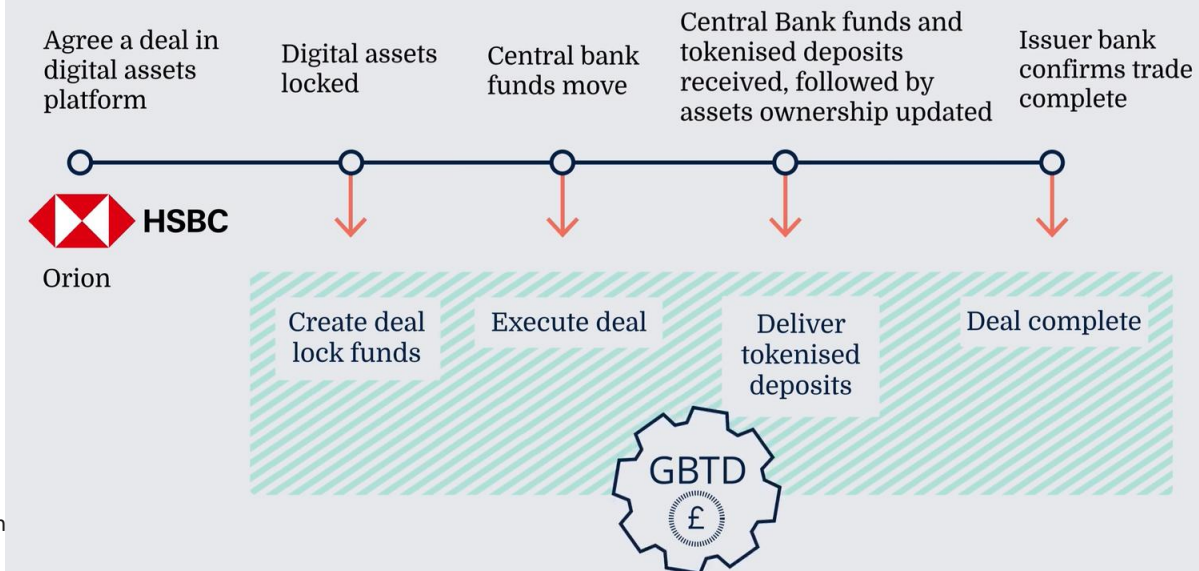 Agree a deal in
digital assets
platform
Digital assets
locked
Central bank
funds move
Central Bank funds and
tokenised deposits
received, followed by
assets ownership updated
Issuer bank
confirms trade
complete
HSBC
Orion
Create deal
lock funds
Execute deal
Deliver
tokenised
deposits
Deal complete
GBTD
£